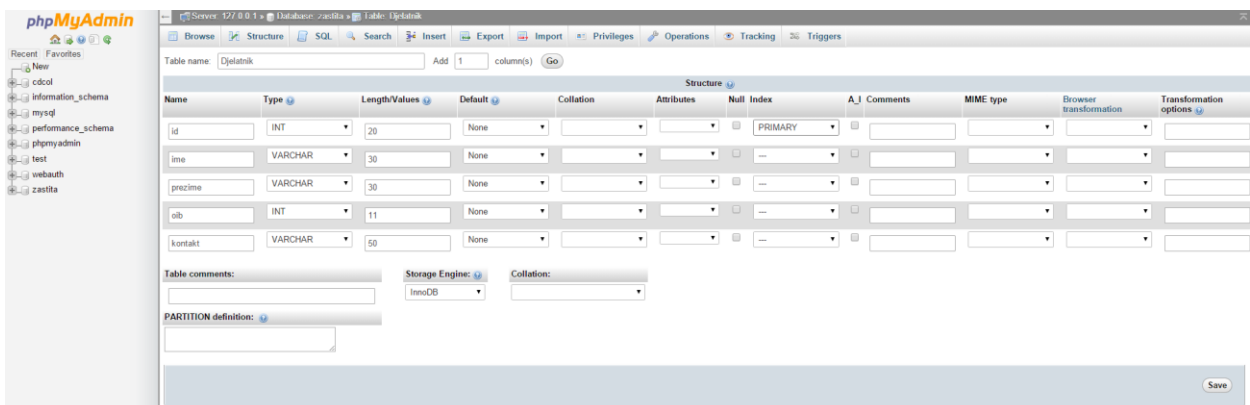 phpMyAdmin
Server: 127.0.0.1 » Database: zastita » Table: Djelatnik
Browse Structure SQL Search Insert Export Import Privileges Operations Tracking Triggers
Recent Favorites
New
cdcol
information_schema
mysql
performance_schema
phpmyadmin
test
webauth
zastita
Table name: Djelatnik Add 1 column(s) Go
Structure
Name Type Length/Values Default Collation Attributes Null Index A_I Comments MIME type Browser transformation Transformation options
id INT 20 None PRIMARY
ime VARCHAR 30 None ---
prezime VARCHAR 30 None ---
oib INT 11 None ---
kontakt VARCHAR 50 None ---
Table comments: Storage Engine: Collation:
InnoDB
PARTITION definition:
Save